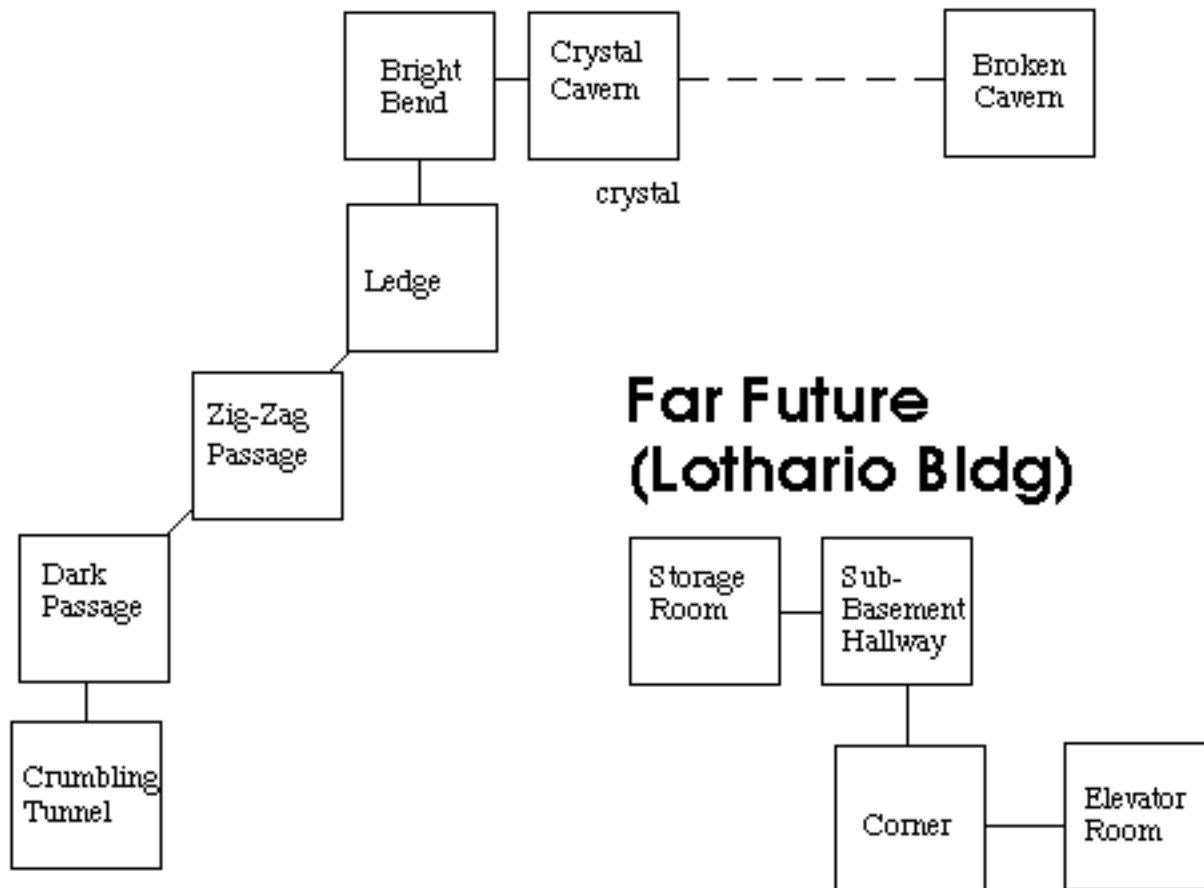 Bright
Bend
Crystal
Cavern
Broken
Cavern
crystal
Ledge
Zig-Zag
Passage
Far Future
(Lothario Bldg)
Dark
Passage
Storage
Room
Sub-
Basement
Hallway
Crumbling
Tunnel
Corner
Elevator
Room